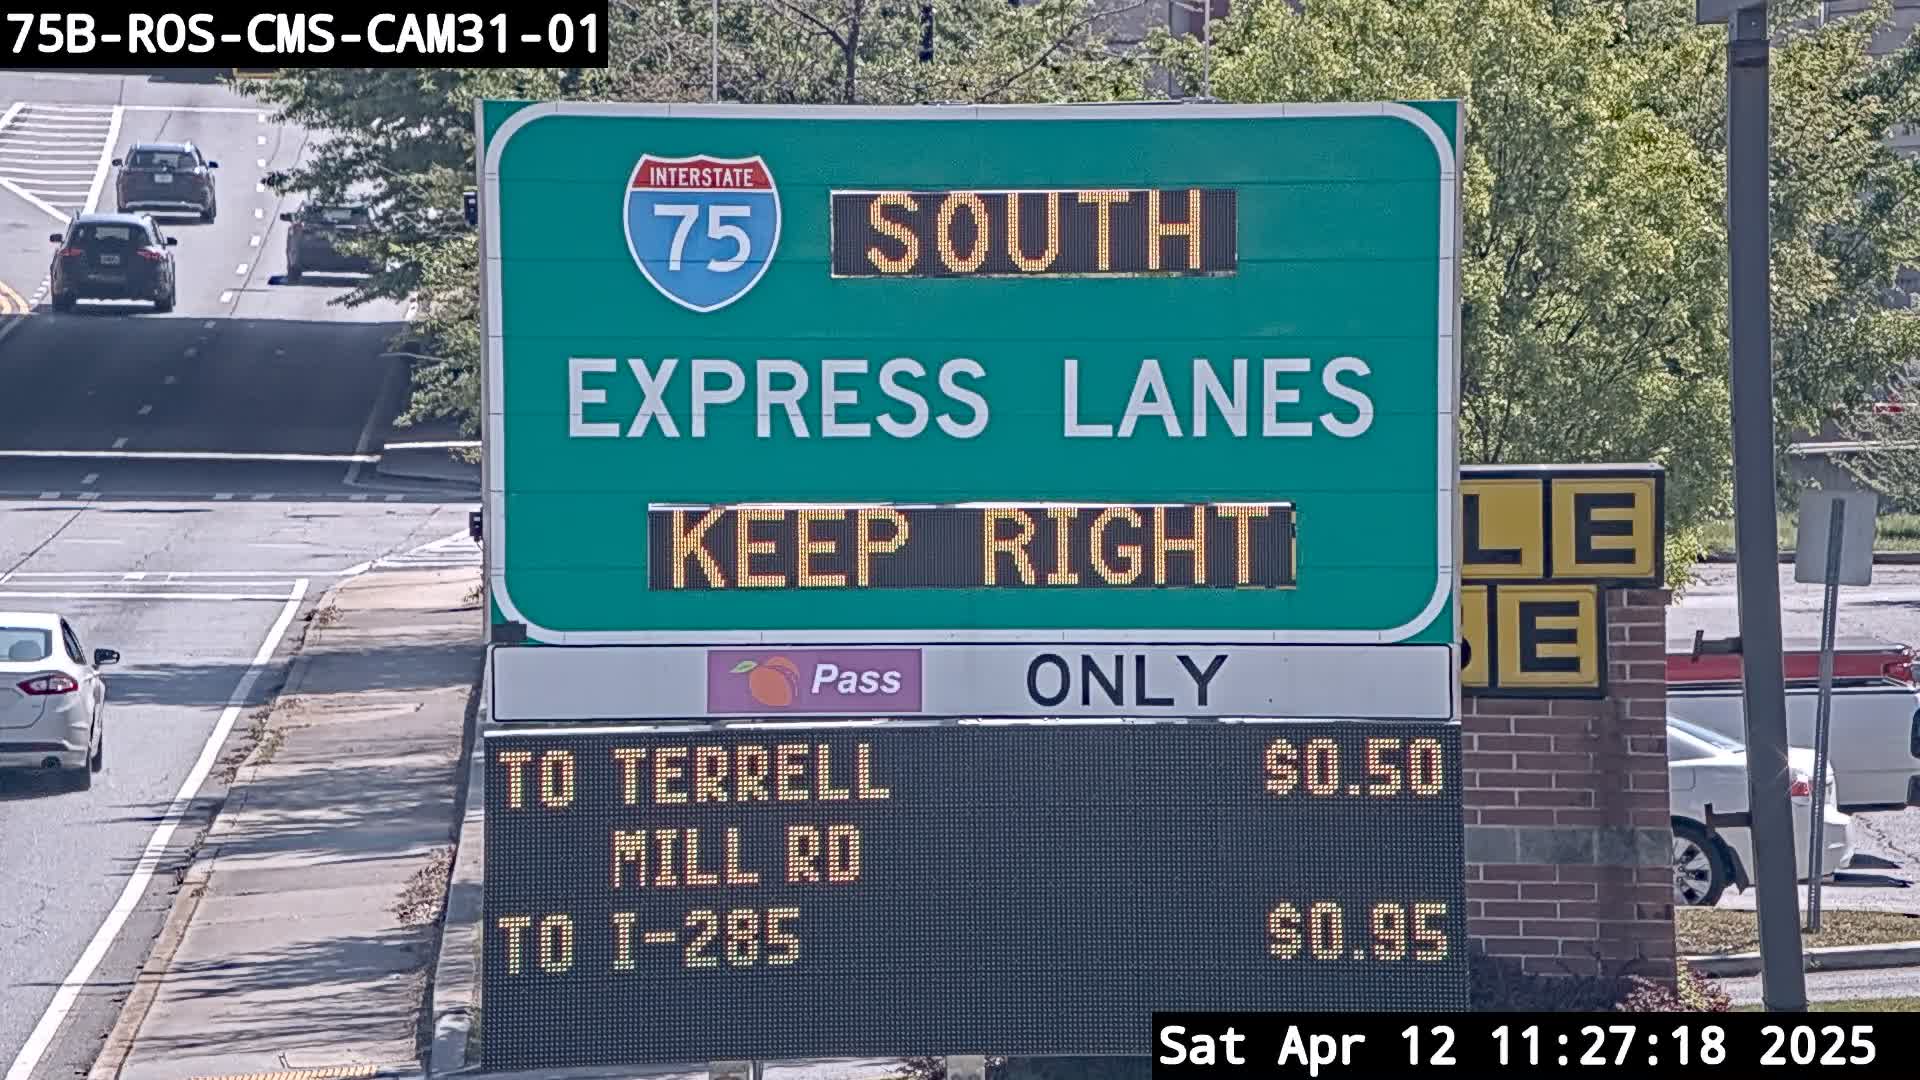 75B-ROS-CMS-CAM31-01
INTERSTATE
75
SOUTH
EXPRESS LANES
KEEP RIGHT
Pass ONLY
TO TERRELL $0.50
MILL RD
TO I-285 $0.95
LE
E
Sat Apr 12 11:27:18 2025